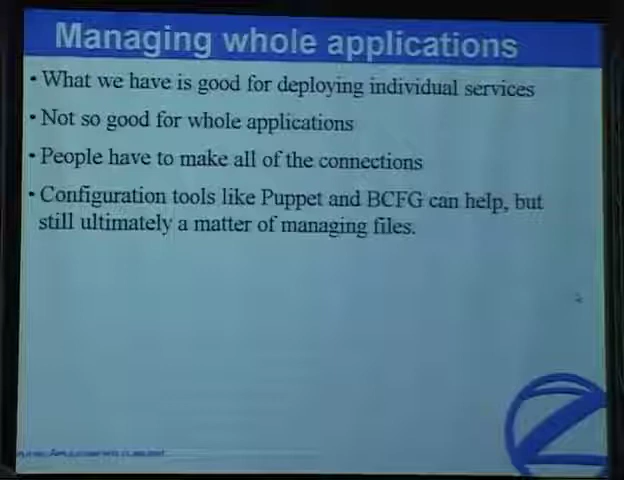 Managing whole applications
• What we have is good for deploying individual services
• Not so good for whole applications
• People have to make all of the connections
• Configuration tools like Puppet and BCFG can help, but
still ultimately a matter of managing files.